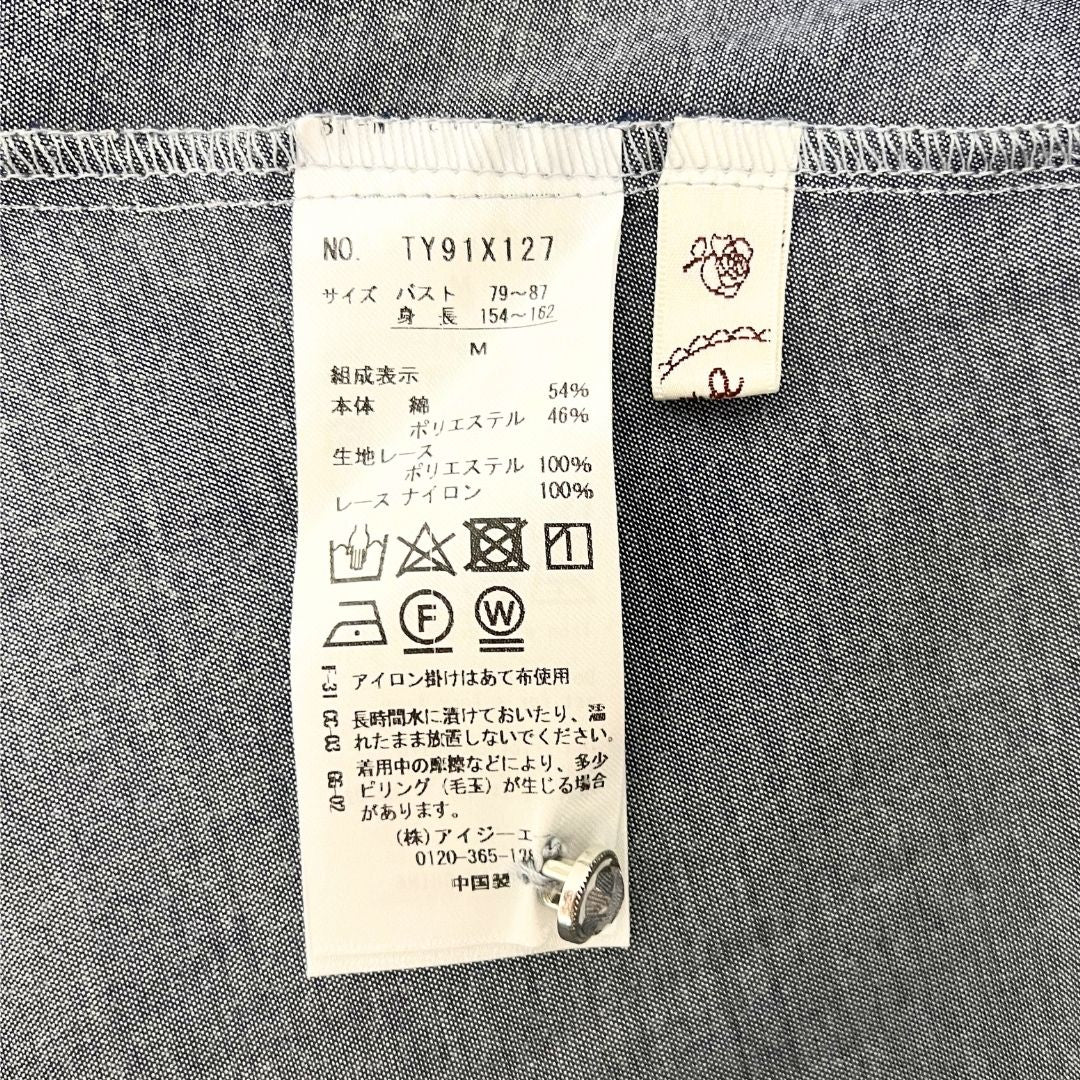 NO. TY91X127
サイズ バスト 79～87
身長 154～162
M
組成表示
本体 綿 54%
ポリエステル 46%
生地レース
ポリエステル 100%
レース ナイロン 100%
F
W
アイロン掛けはあて布使用
長時間水に漬けておいたり、濡
れたまま放置しないでください。
着用中の摩擦などにより、多少
ピリング(毛玉)が生じる場合
があります。
(株)アイジーエー
0120-365-12
中国製